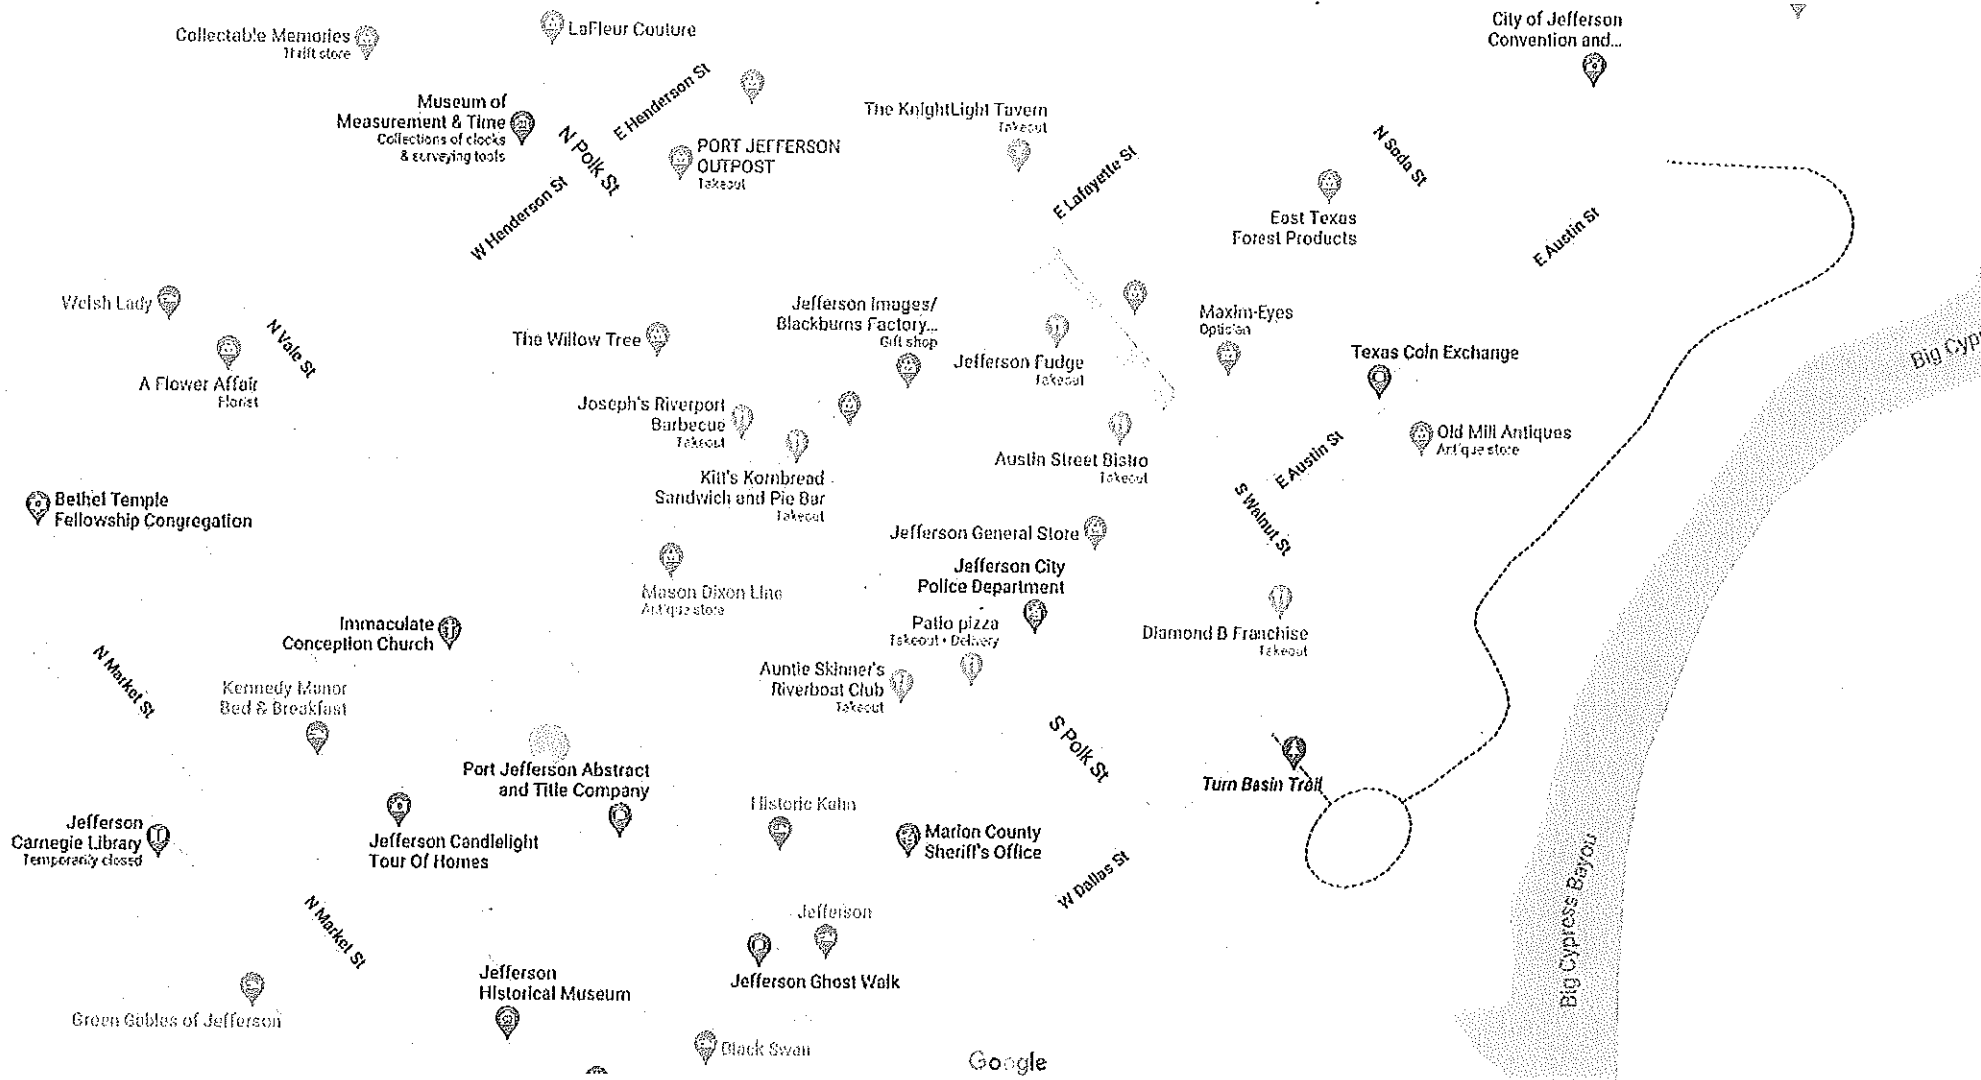 Collectable Memories
Thrift store
LaFleur Couture
City of Jefferson
Convention and...
Museum of
Measurement & Time
Collections of clocks
& surveying tools
E Henderson St
N Polk St
W Henderson St
PORT JEFFERSON
OUTPOST
Takeout
The KnightLight Tavern
Takeout
E Lafayette St
N Soda St
East Texas
Forest Products
E Austin St
Welsh Lady
A Flower Affair
Florist
N Vale St
The Willow Tree
Jefferson Images/
Blackburns Factory...
Gift shop
Jefferson Fudge
Takeout
Maxim-Eyes
Optician
Texas Coin Exchange
Big Cyp
Joseph's Riverport
Barbecue
Takeout
Kitt's Kornbread
Sandwich and Pie Bar
Takeout
Austin Street Bistro
Takeout
E Austin St
Old Mill Antiques
Antique store
Bethel Temple
Fellowship Congregation
S Walnut St
Jefferson General Store
Jefferson City
Police Department
Mason Dixon Line
Antique store
Immaculate
Conception Church
Patio pizza
Takeout • Delivery
Diamond B Franchise
Takeout
N Market St
Kennedy Manor
Bed & Breakfast
Auntie Skinner's
Riverboat Club
Takeout
S Polk St
Port Jefferson Abstract
and Title Company
Turn Basin Trail
Jefferson
Carnegie Library
Temporarily closed
Jefferson Candlelight
Tour Of Homes
Historic Kahn
Marion County
Sheriff's Office
W Dallas St
Big Cypress Bayou
N Market St
Jefferson
Jefferson Ghost Walk
Jefferson
Historical Museum
Green Gables of Jefferson
Black Swan
Google